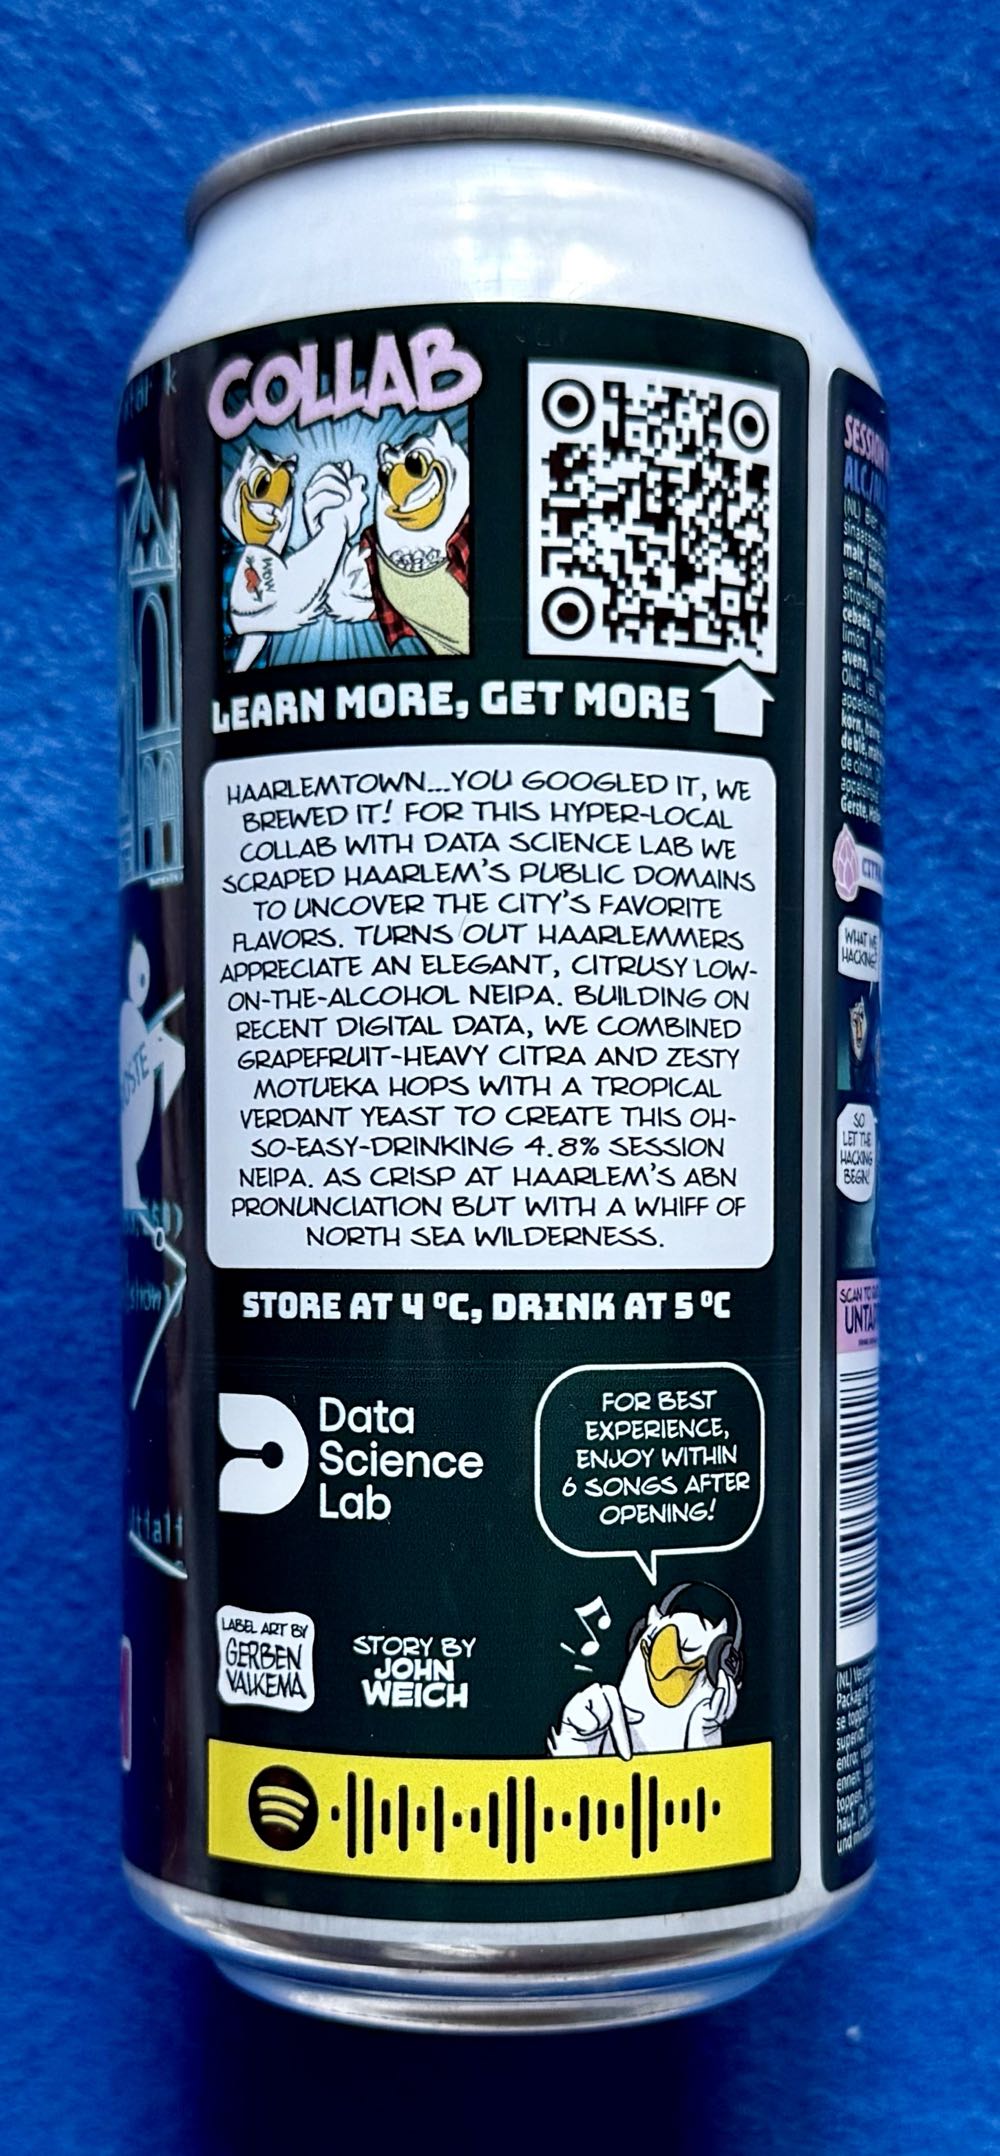 COLLAB
MOM
LEARN MORE, GET MORE
HAARLEMTOWN...YOU GOOGLED IT, WE
BREWED IT! FOR THIS HYPER-LOCAL
COLLAB WITH DATA SCIENCE LAB WE
SCRAPED HAARLEM'S PUBLIC DOMAINS
TO UNCOVER THE CITY'S FAVORITE
FLAVORS. TURNS OUT HAARLEMMERS
APPRECIATE AN ELEGANT, CITRUSY LOW-
ON-THE-ALCOHOL NEIPA. BUILDING ON
RECENT DIGITAL DATA, WE COMBINED
GRAPEFRUIT-HEAVY CITRA AND ZESTY
MOTUEKA HOPS WITH A TROPICAL
VERDANT YEAST TO CREATE THIS OH-
SO-EASY-DRINKING 4.8% SESSION
NEIPA. AS CRISP AT HAARLEM'S ABN
PRONUNCIATION BUT WITH A WHIFF OF
NORTH SEA WILDERNESS.
STORE AT 4 ºC, DRINK AT 5 ºC
Data
Science
Lab
FOR BEST
EXPERIENCE,
ENJOY WITHIN
6 SONGS AFTER
OPENING!
LABEL ART BY
GERBEN
VALKEMA
STORY BY
JOHN
WEICH
SESSION
WHAT WE
HACKING?
SO
LET THE
HACKING
BEGIN!
SCAN TO